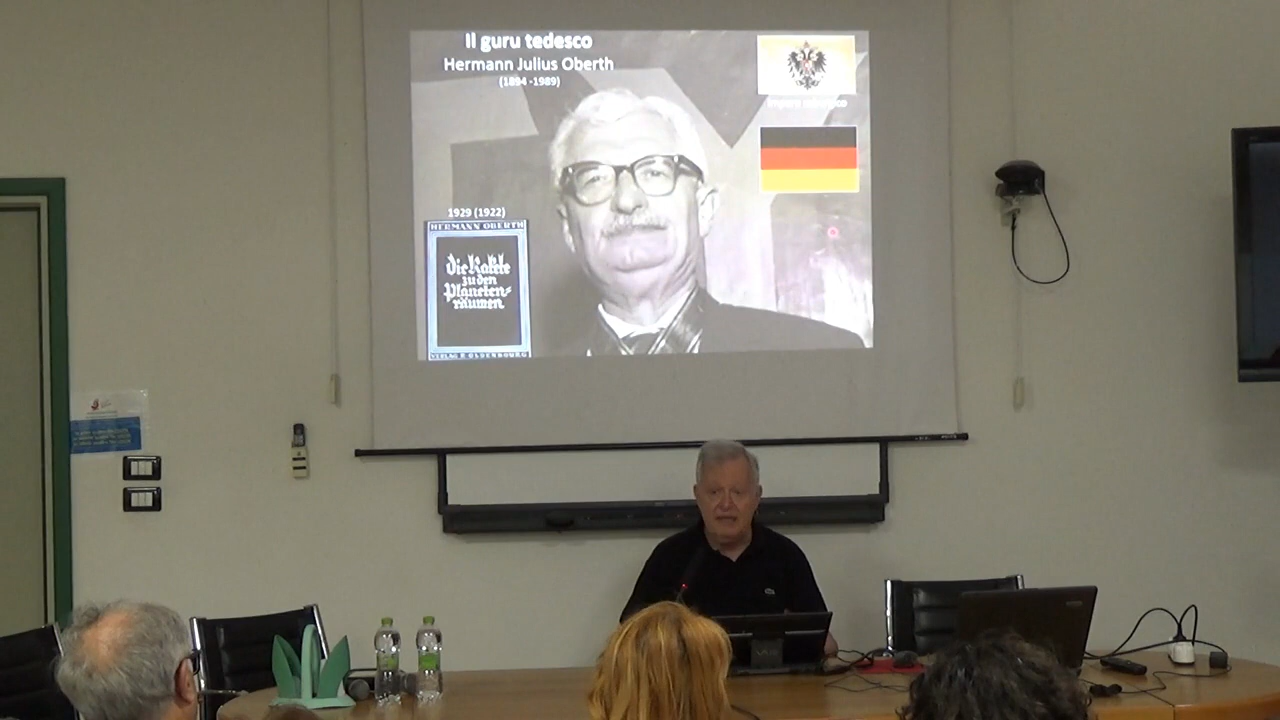 Il guru tedesco
Hermann Julius Oberth
(1894 -1989)
1929 (1922)
HERMANN OBERTH
Die Rakete
zu den
Planeten-
räumen
VERLAG R. OLDENBOURG